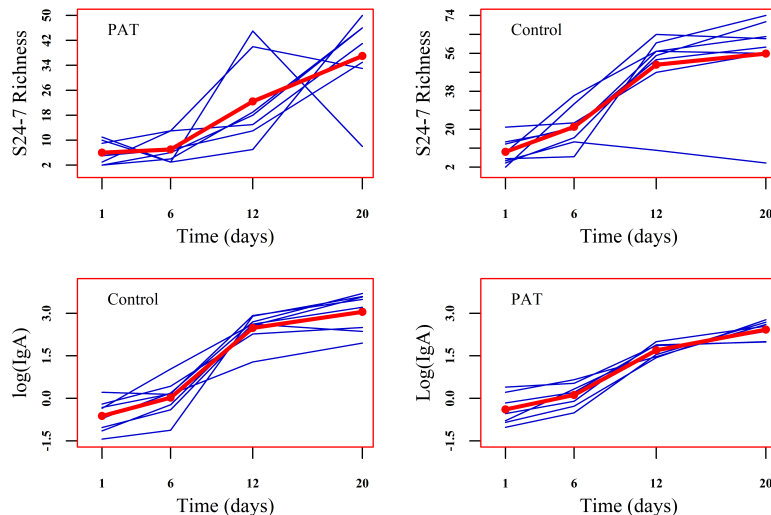 PAT
S24-7 Richness
50
42
34
26
18
10
2
1 6 12 20
Time (days)
Control
S24-7 Richness
74
56
38
20
2
1 6 12 20
Time (days)
Control
log(IgA)
3.0
1.5
0.0
-1.5
1 6 12 20
Time (days)
PAT
Log(IgA)
3.0
1.5
0.0
-1.5
1 6 12 20
Time (days)